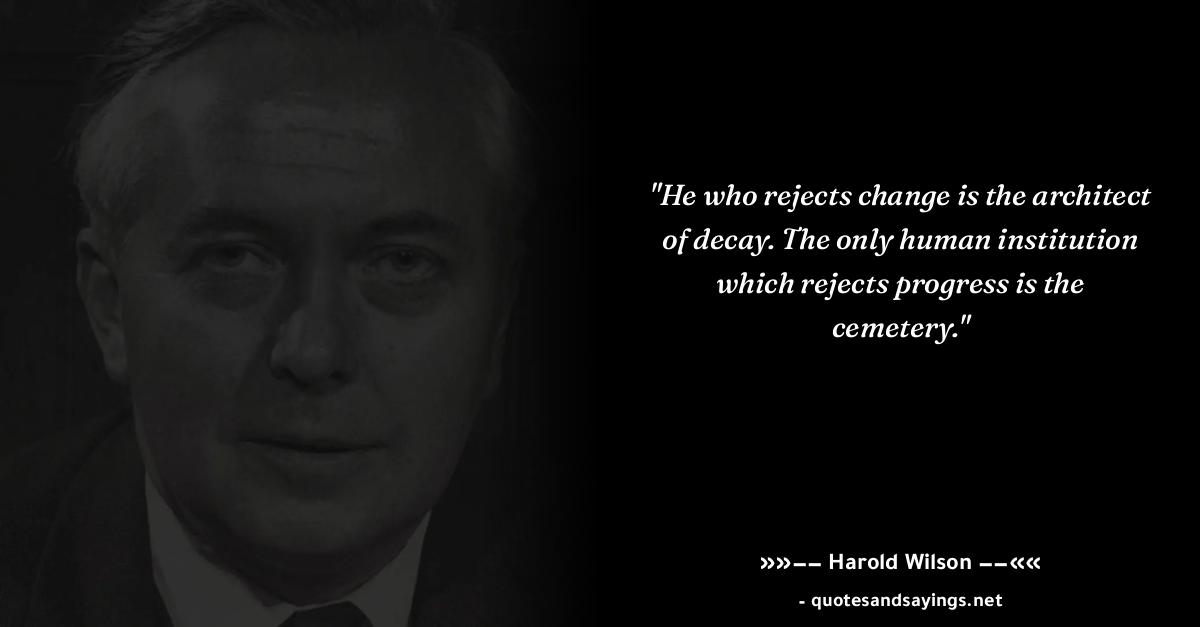 "He who rejects change is the architect
of decay. The only human institution
which rejects progress is the
cemetery."
»»−− Harold Wilson −−««
- quotesandsayings.net